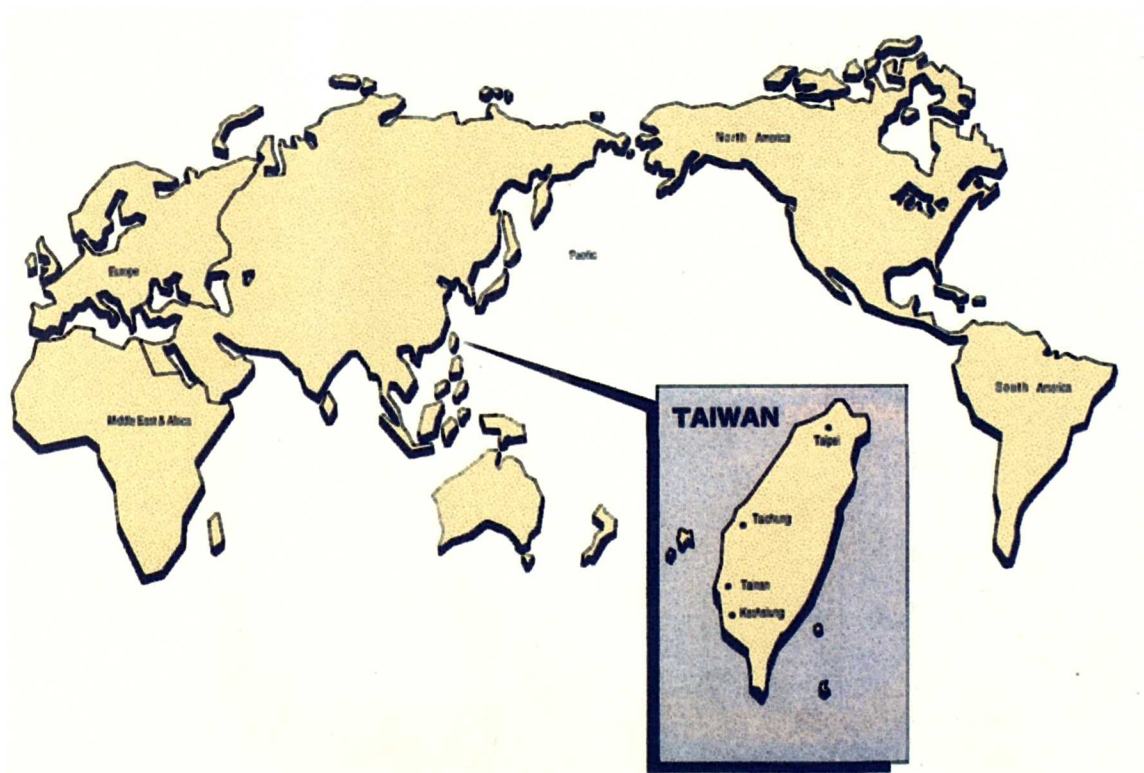 North America
Europe
Pacific
Middle East & Africa
South America
TAIWAN
Taipei
Taichung
Tainan
Kaohsiung